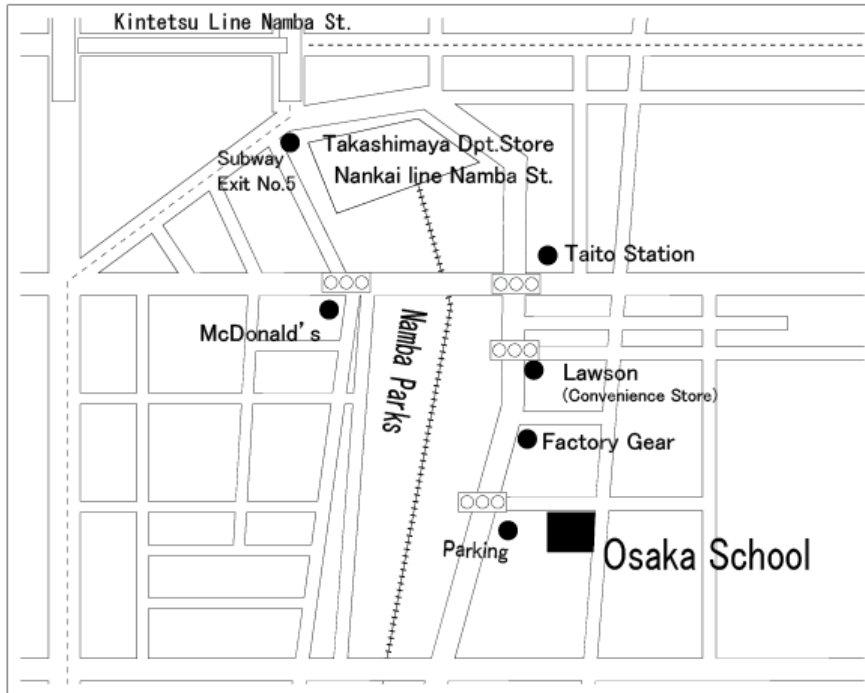 Kintetsu Line Namba St.
Takashimaya Dpt.Store
Subway
Exit No.5
Nankai line Namba St.
Taito Station
McDonald's
Namba Parks
Lawson
(Convenience Store)
Factory Gear
Parking
Osaka School